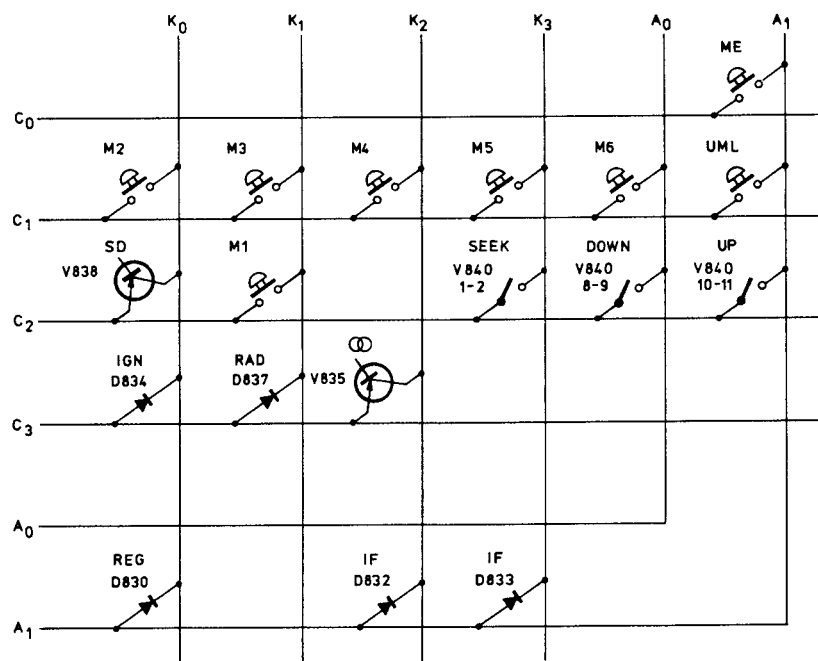 K0 K1 K2 K3 A0 A1
ME
C0
M2 M3 M4 M5 M6 UML
C1
SD M1 SEEK DOWN UP
V838 V840 V840 V840
1-2 8-9 10-11
C2
IGN RAD
D834 D837 V835
C3
A0
REG IF IF
D830 D832 D833
A1